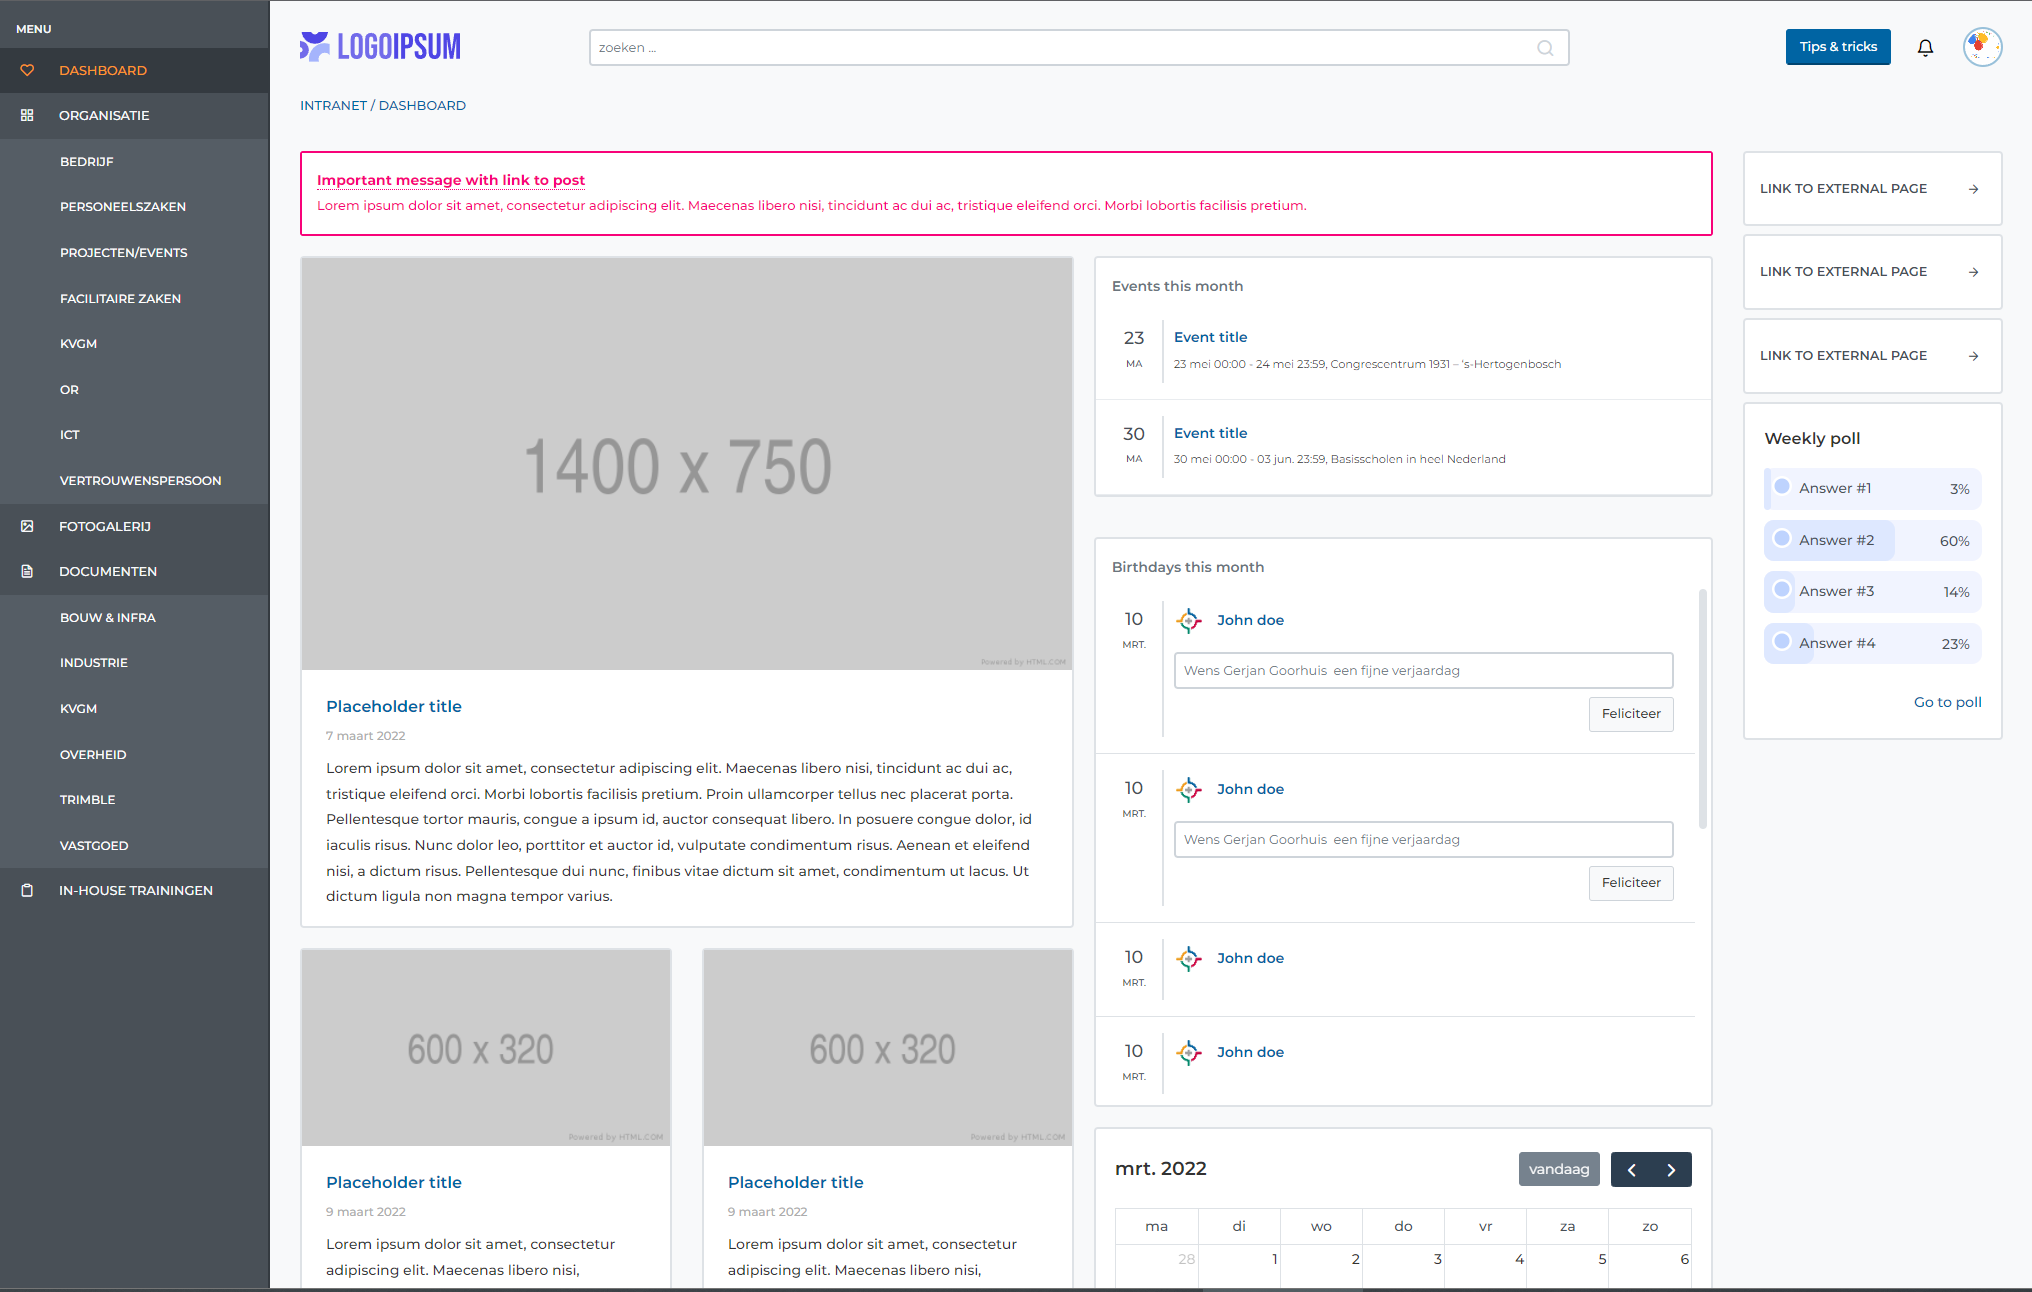 MENU
DASHBOARD
ORGANISATIE
BEDRIJF
PERSONEELSZAKEN
PROJECTEN/EVENTS
FACILITAIRE ZAKEN
KVGM
OR
ICT
VERTROUWENSPERSOON
FOTOGALERIJ
DOCUMENTEN
BOUW & INFRA
INDUSTRIE
KVGM
OVERHEID
TRIMBLE
VASTGOED
IN-HOUSE TRAININGEN
LOGOIPSUM
zoeken ...
Tips & tricks
INTRANET / DASHBOARD
Important message with link to post
Lorem ipsum dolor sit amet, consectetur adipiscing elit. Maecenas libero nisi, tincidunt ac dui ac, tristique eleifend orci. Morbi lobortis facilisis pretium.
1400 x 750
Powered by HTML.COM
Placeholder title
7 maart 2022
Lorem ipsum dolor sit amet, consectetur adipiscing elit. Maecenas libero nisi, tincidunt ac dui ac,
tristique eleifend orci. Morbi lobortis facilisis pretium. Proin ullamcorper tellus nec placerat porta.
Pellentesque tortor mauris, congue a ipsum id, auctor consequat libero. In posuere congue dolor, id
iaculis risus. Nunc dolor leo, porttitor et auctor id, vulputate condimentum risus. Aenean et eleifend
nisi, a dictum risus. Pellentesque dui nunc, finibus vitae dictum sit amet, condimentum ut lacus. Ut
dictum ligula non magna tempor varius.
600 x 320
Powered by HTML.COM
Placeholder title
9 maart 2022
Lorem ipsum dolor sit amet, consectetur
adipiscing elit. Maecenas libero nisi,
600 x 320
Powered by HTML.COM
Placeholder title
9 maart 2022
Lorem ipsum dolor sit amet, consectetur
adipiscing elit. Maecenas libero nisi,
Events this month
23 Event title
MA 23 mei 00:00 - 24 mei 23:59, Congrescentrum 1931 – 's-Hertogenbosch
30 Event title
MA 30 mei 00:00 - 03 jun. 23:59, Basisscholen in heel Nederland
Birthdays this month
10 John doe
MRT.
Wens Gerjan Goorhuis  een fijne verjaardag
Feliciteer
10 John doe
MRT.
Wens Gerjan Goorhuis  een fijne verjaardag
Feliciteer
10 John doe
MRT.
10 John doe
MRT.
mrt. 2022 vandaag
ma di wo do vr za zo
28 1 2 3 4 5 6
LINK TO EXTERNAL PAGE
LINK TO EXTERNAL PAGE
LINK TO EXTERNAL PAGE
Weekly poll
Answer #1 3%
Answer #2 60%
Answer #3 14%
Answer #4 23%
Go to poll